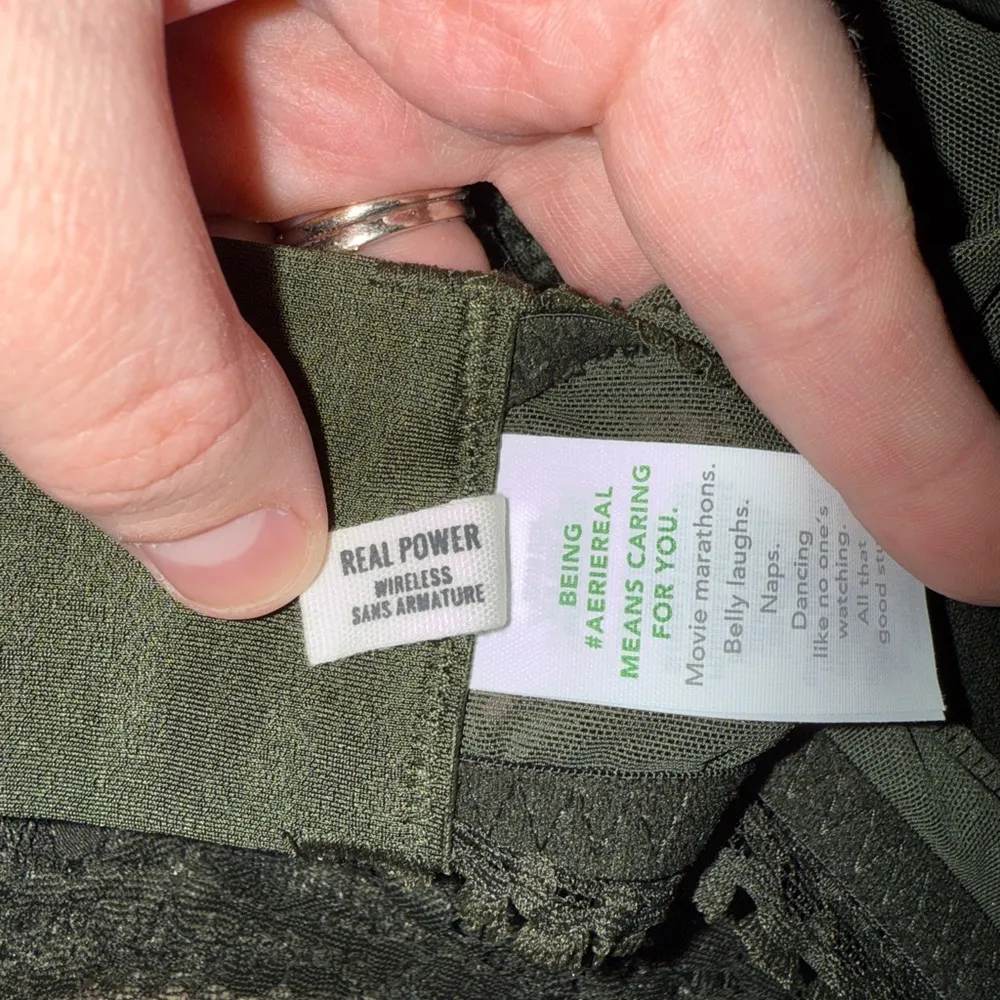 REAL POWER
WIRELESS
SANS ARMATURE
BEING
#AERIEREAL
MEANS CARING
FOR YOU.
Movie marathons.
Belly laughs.
Naps.
Dancing
like no one's
watching.
All that
good